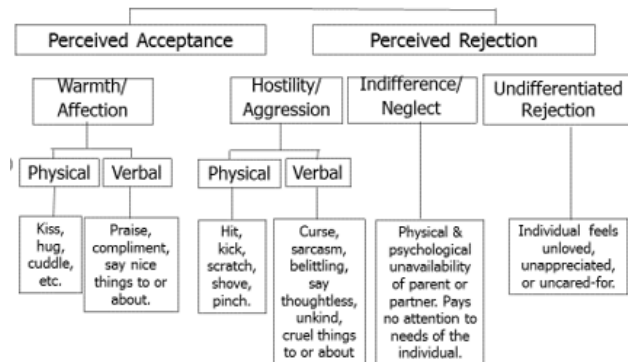 Perceived Acceptance
Perceived Rejection
Warmth/
Affection
Hostility/
Aggression
Indifference/
Neglect
Undifferentiated
Rejection
Physical
Verbal
Physical
Verbal
Kiss,
hug,
cuddle,
etc.
Praise,
compliment,
say nice
things to or
about.
Hit,
kick,
scratch,
shove,
pinch.
Curse,
sarcasm,
belittling,
say
thoughtless,
unkind,
cruel things
to or about
Physical &
psychological
unavailability
of parent or
partner. Pays
no attention to
needs of the
individual.
Individual feels
unloved,
unappreciated,
or uncared-for.